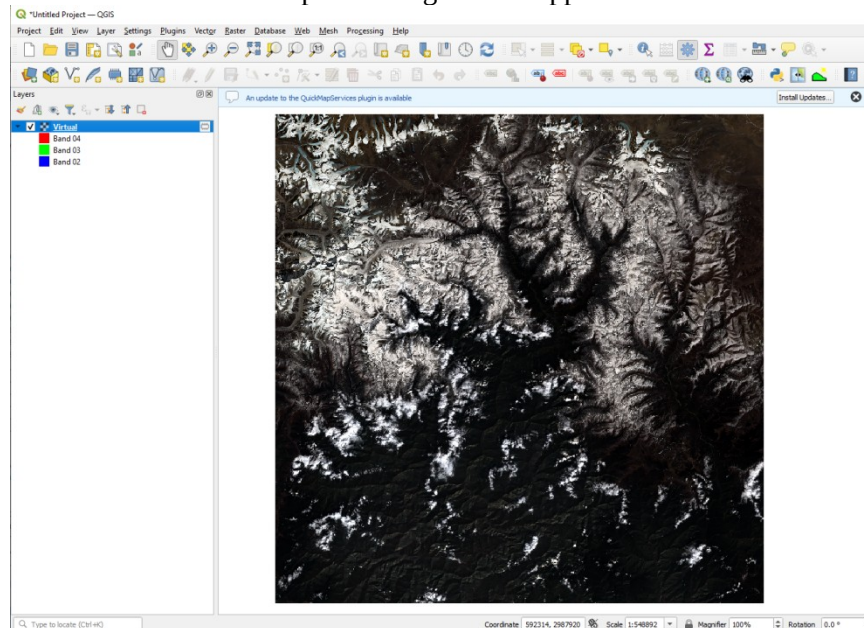 *Untitled Project — QGIS
Project Edit View Layer Settings Plugins Vector Raster Database Web Mesh Processing Help
Layers
An update to the QuickMapServices plugin is available
Install Updates...
Virtual
Band 04
Band 03
Band 02
Type to locate (Ctrl+K)
Coordinate 592314, 2987920 Scale 1:548892 Magnifier 100% Rotation 0.0 °